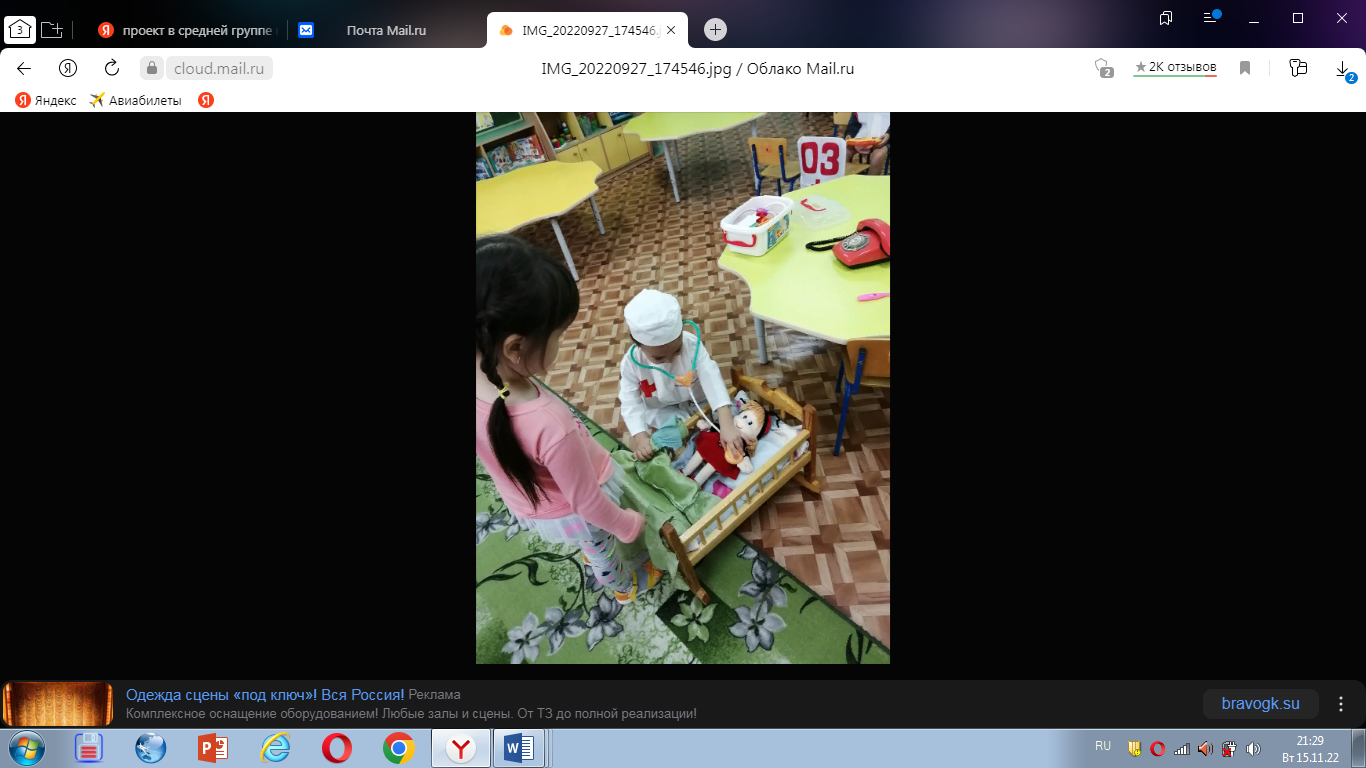 3
проект в средней группе
Почта Mail.ru
IMG_20220927_174546.j
cloud.mail.ru
IMG_20220927_174546.jpg / Облако Mail.ru
2
★2К отзывов
2
Яндекс
Авиабилеты
03
Одежда сцены «под ключ»! Вся Россия! Реклама
Комплексное оснащение оборудованием! Любые залы и сцены. От ТЗ до полной реализации!
bravogk.su
RU
21:29
Вт 15.11.22